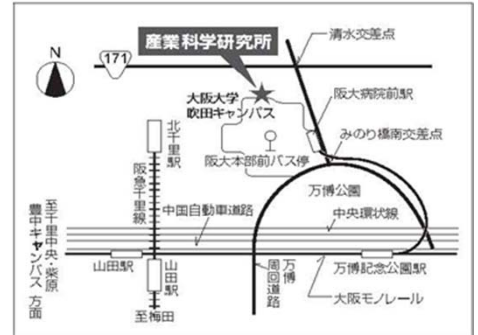 N
171
産業科学研究所
清水交差点
大阪大学
吹田キャンパス
阪大病院前駅
みのり橋南交差点
北千里駅
阪大本部前バス停
阪急千里線
万博公園
中国自動車道路
中央環状線
至千里中央・柴原
豊中キャンパス 方面
山田駅
山田駅
万博
周回道路
万博記念公園駅
大阪モノレール
至梅田